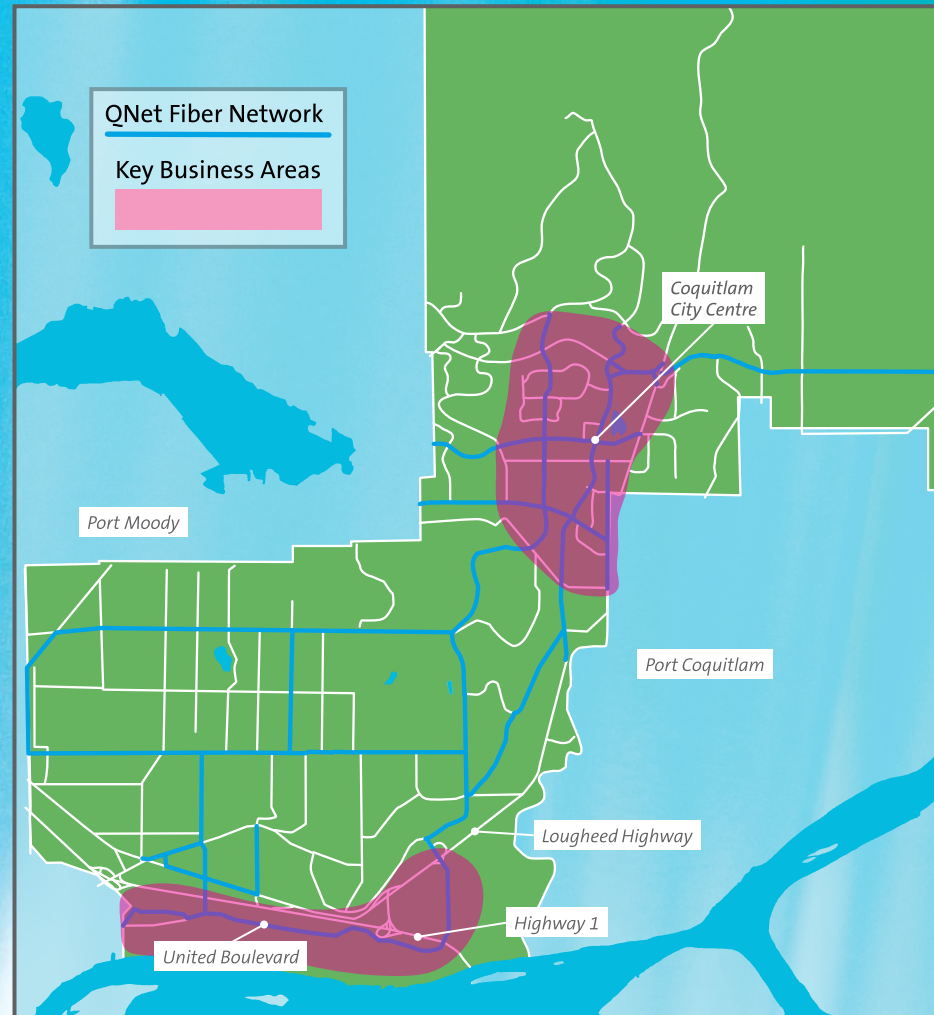 QNet Fiber Network
Key Business Areas
Coquitlam
City Centre
Port Moody
Port Coquitlam
Lougheed Highway
Highway 1
United Boulevard